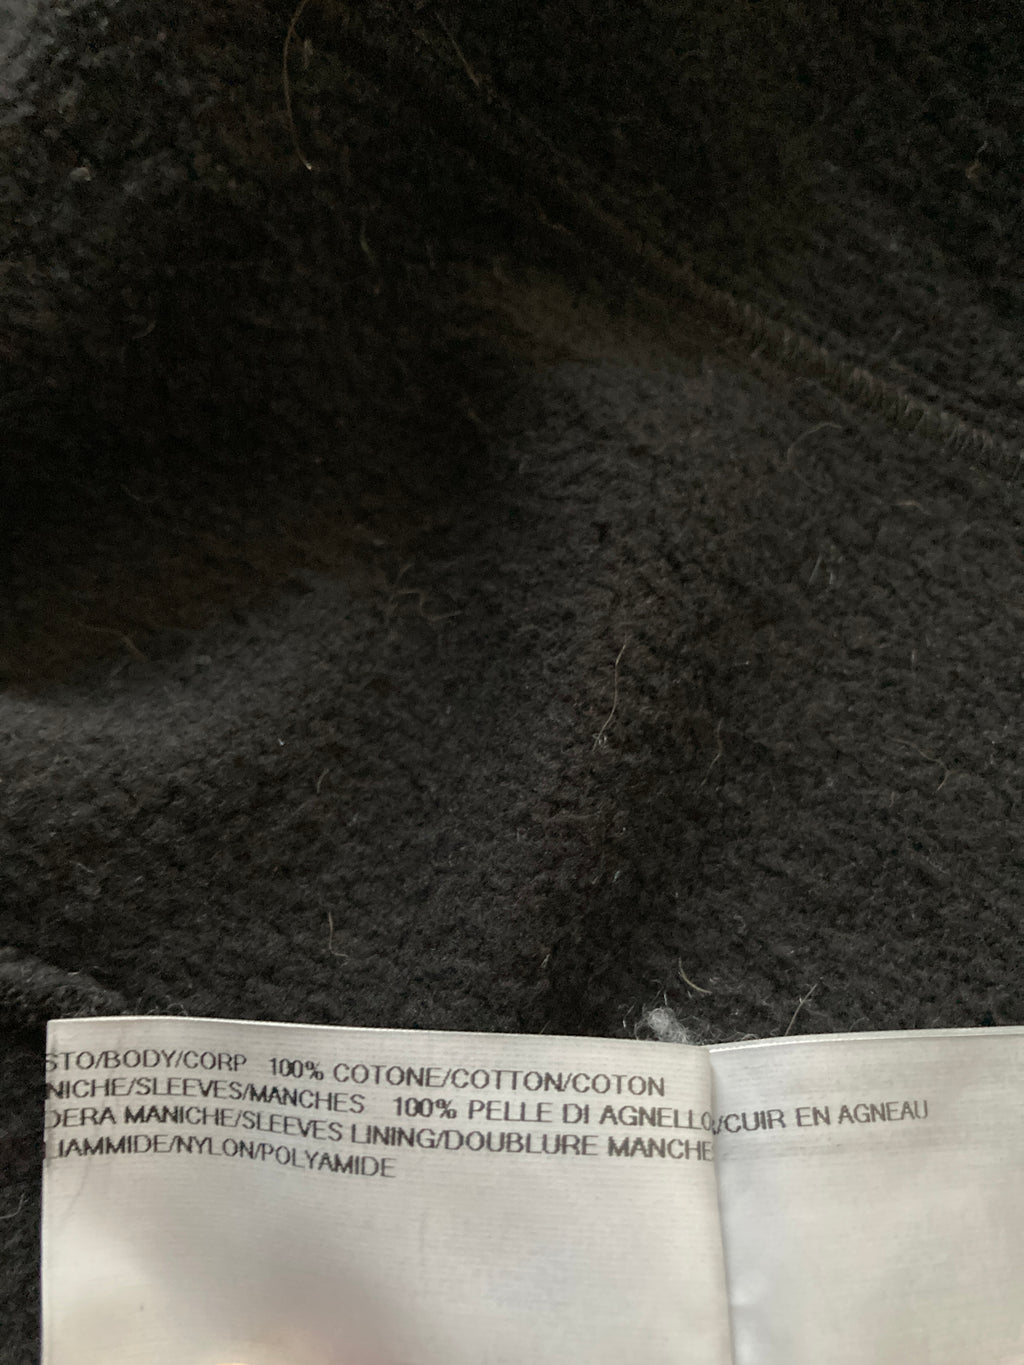 STO/BODY/CORP 100% COTONE/COTTON/COTON
NICHE/SLEEVES/MANCHES 100% PELLE DI AGNELLO/CUIR EN AGNEAU
DERA MANICHE/SLEEVES LINING/DOUBLURE MANCHE
LIAMMIDE/NYLON/POLYAMIDE